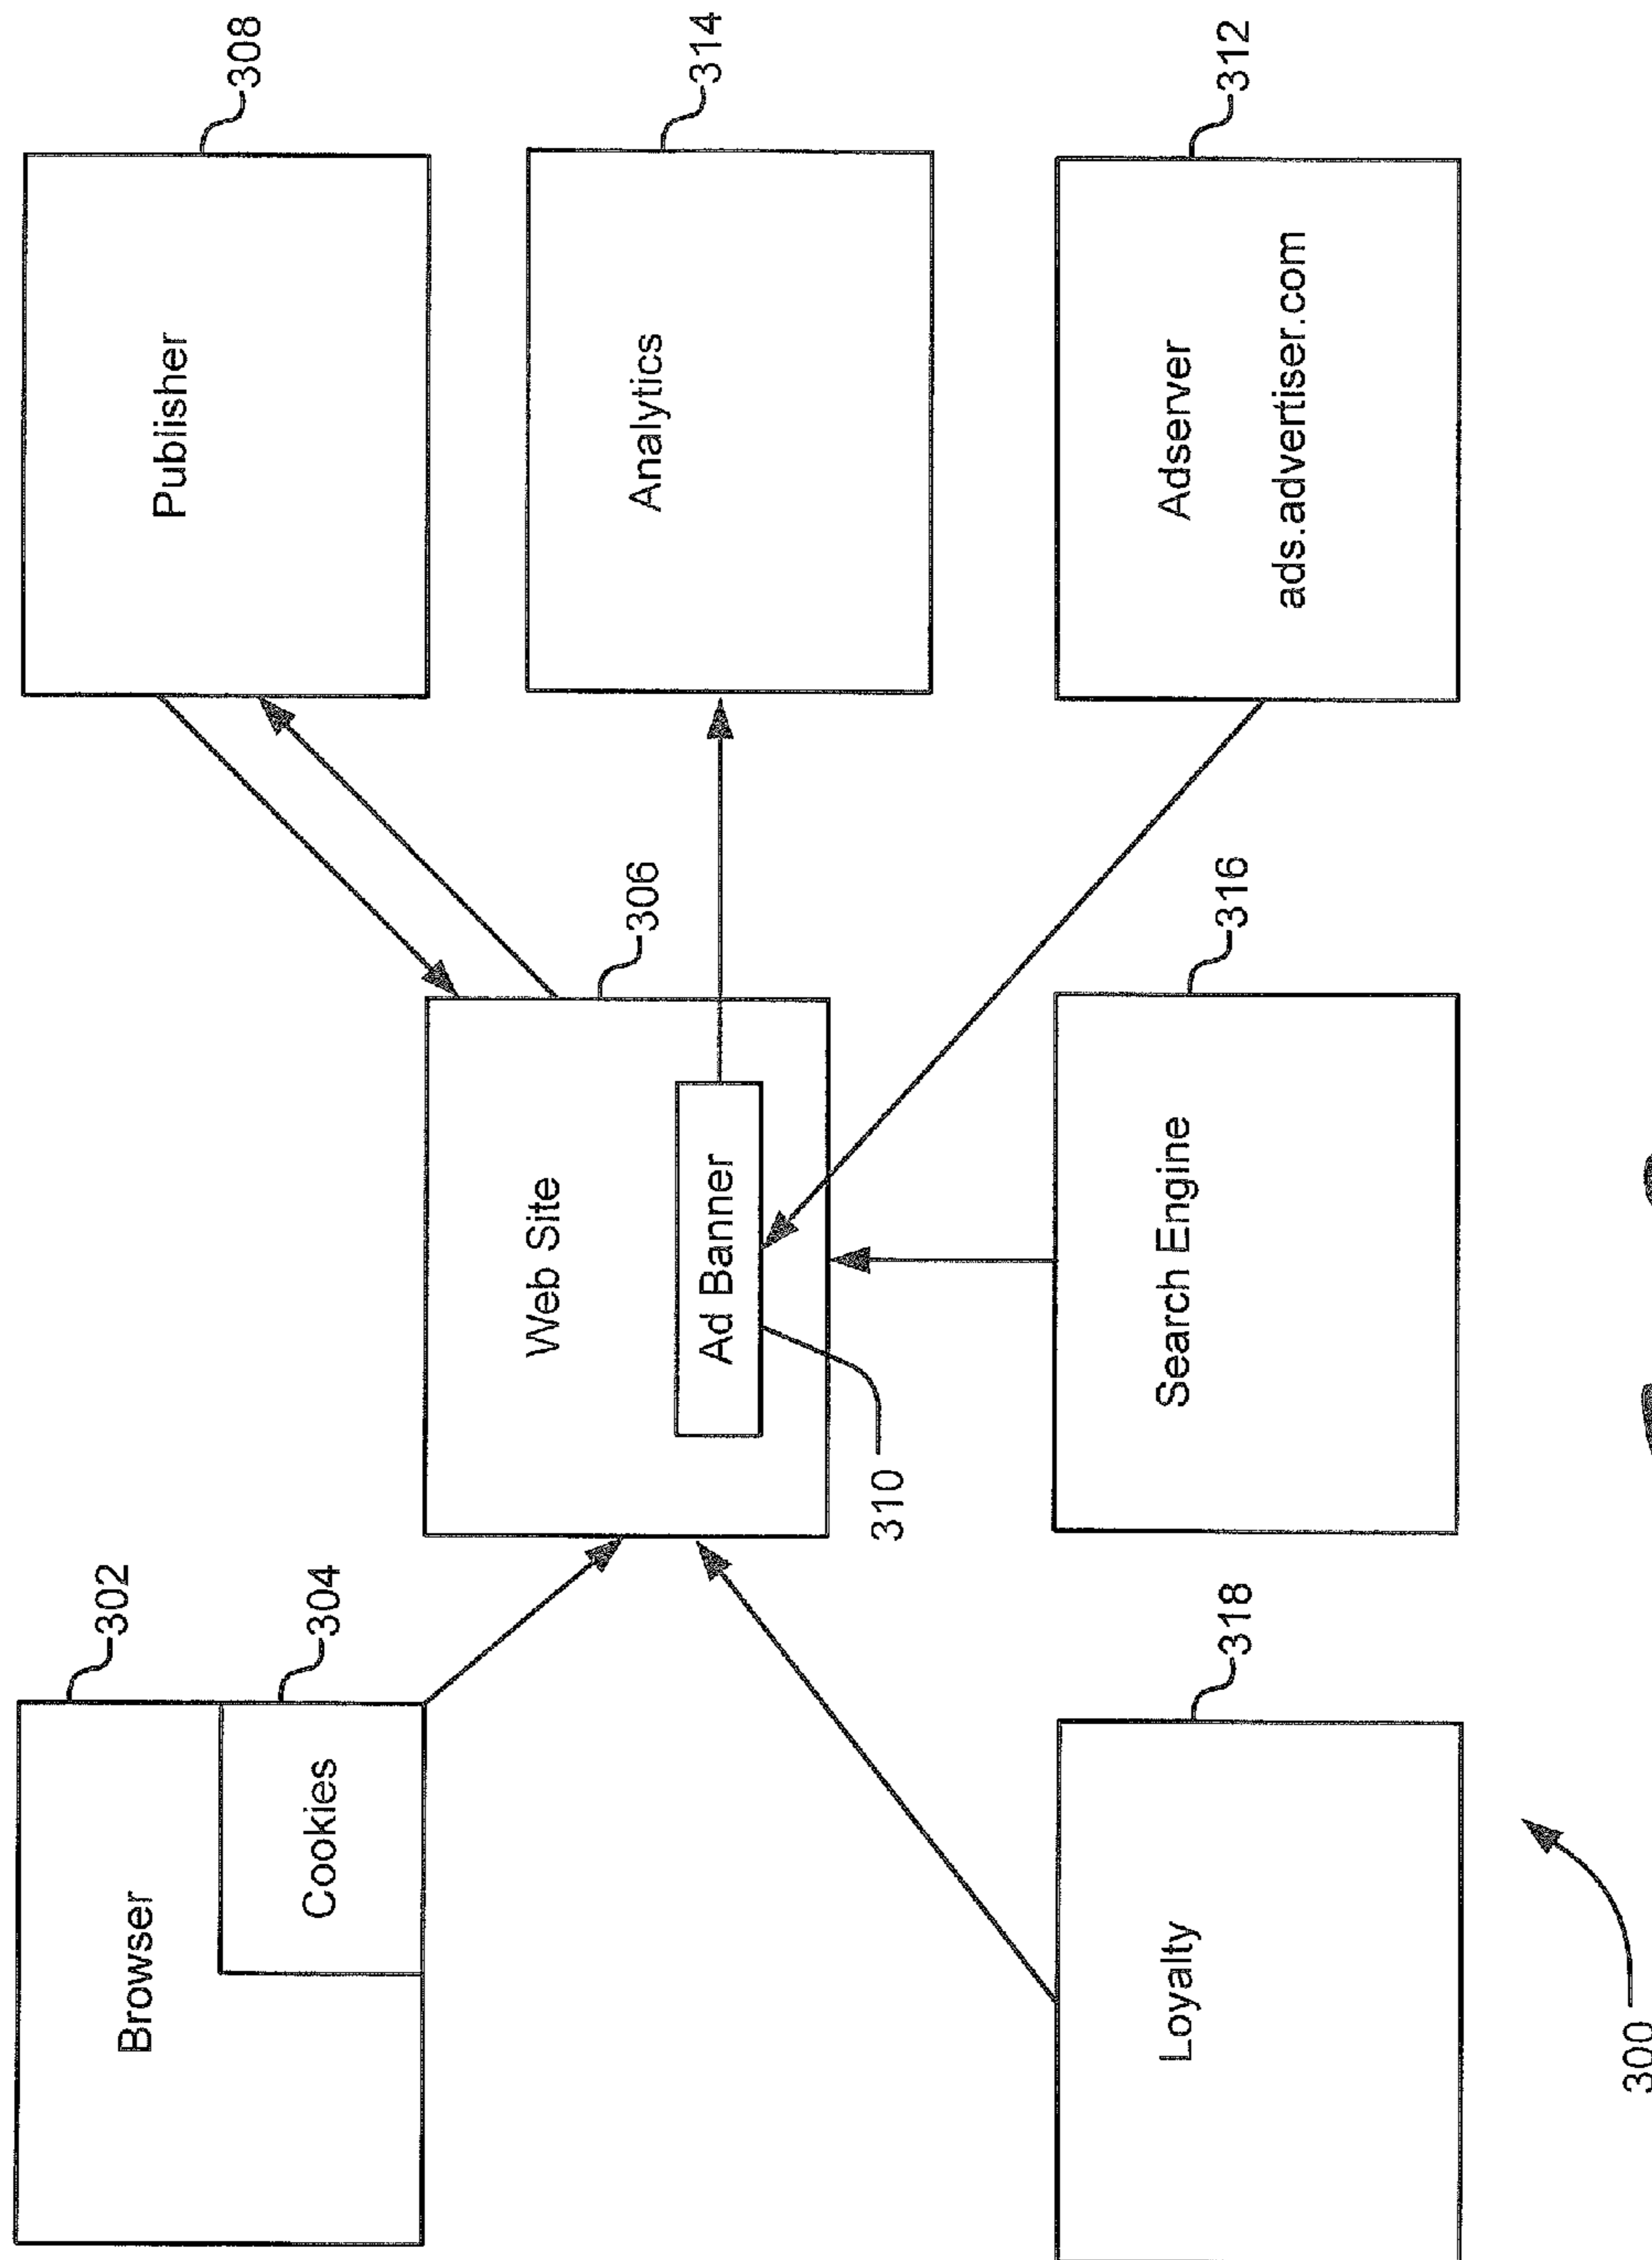 Browser
302
Cookies
304
Publisher
308
Web Site
306
Ad Banner
310
Analytics
314
Loyalty
318
Search Engine
316
Adserver
ads.advertiser.com
312
300